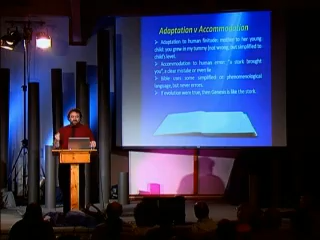 Adaptation v Accommodation
➢ Adaptation to human finitude: mother to her young
child: you grew in my tummy (not wrong, but simplified to
child's level.
➢ Accommodation to human error: "a stork brought
you", a clear mistake or
➢ Bible uses some simplified or phenomenological
language, but never errors.
➢ If evolution were true, then Genesis is like the stork.